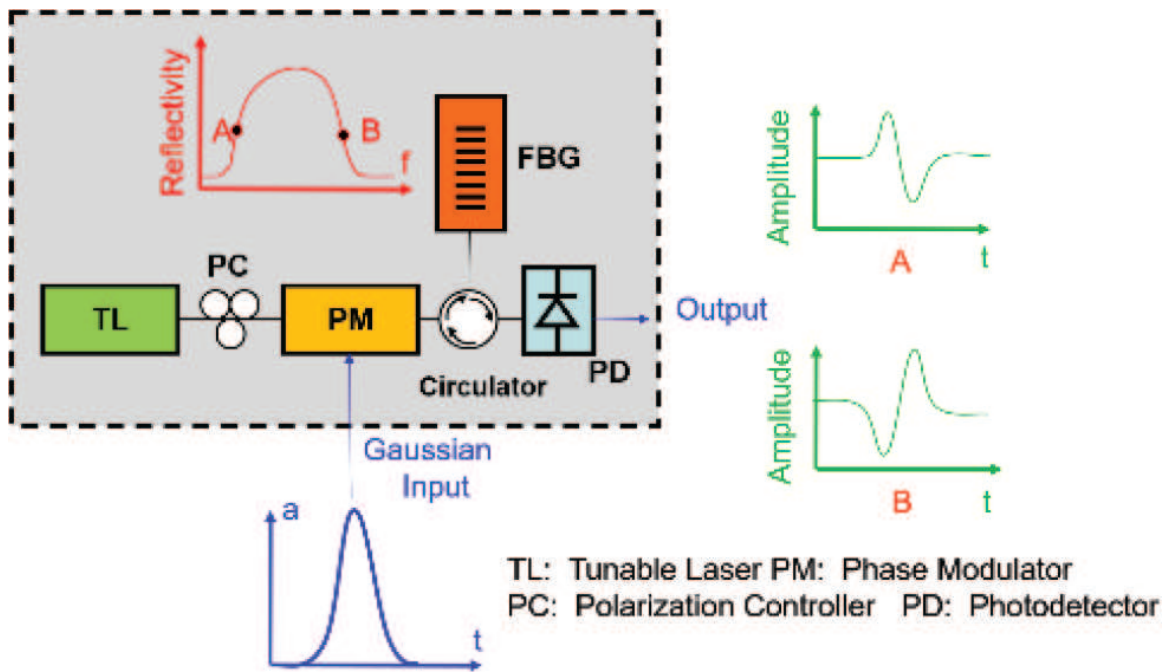 Reflectivity
A
B
f
FBG
PC
TL
PM
PD
Circulator
Output
Gaussian
Input
a
t
Amplitude
t
A
Amplitude
t
B
TL: Tunable Laser PM: Phase Modulator
PC: Polarization Controller PD: Photodetector